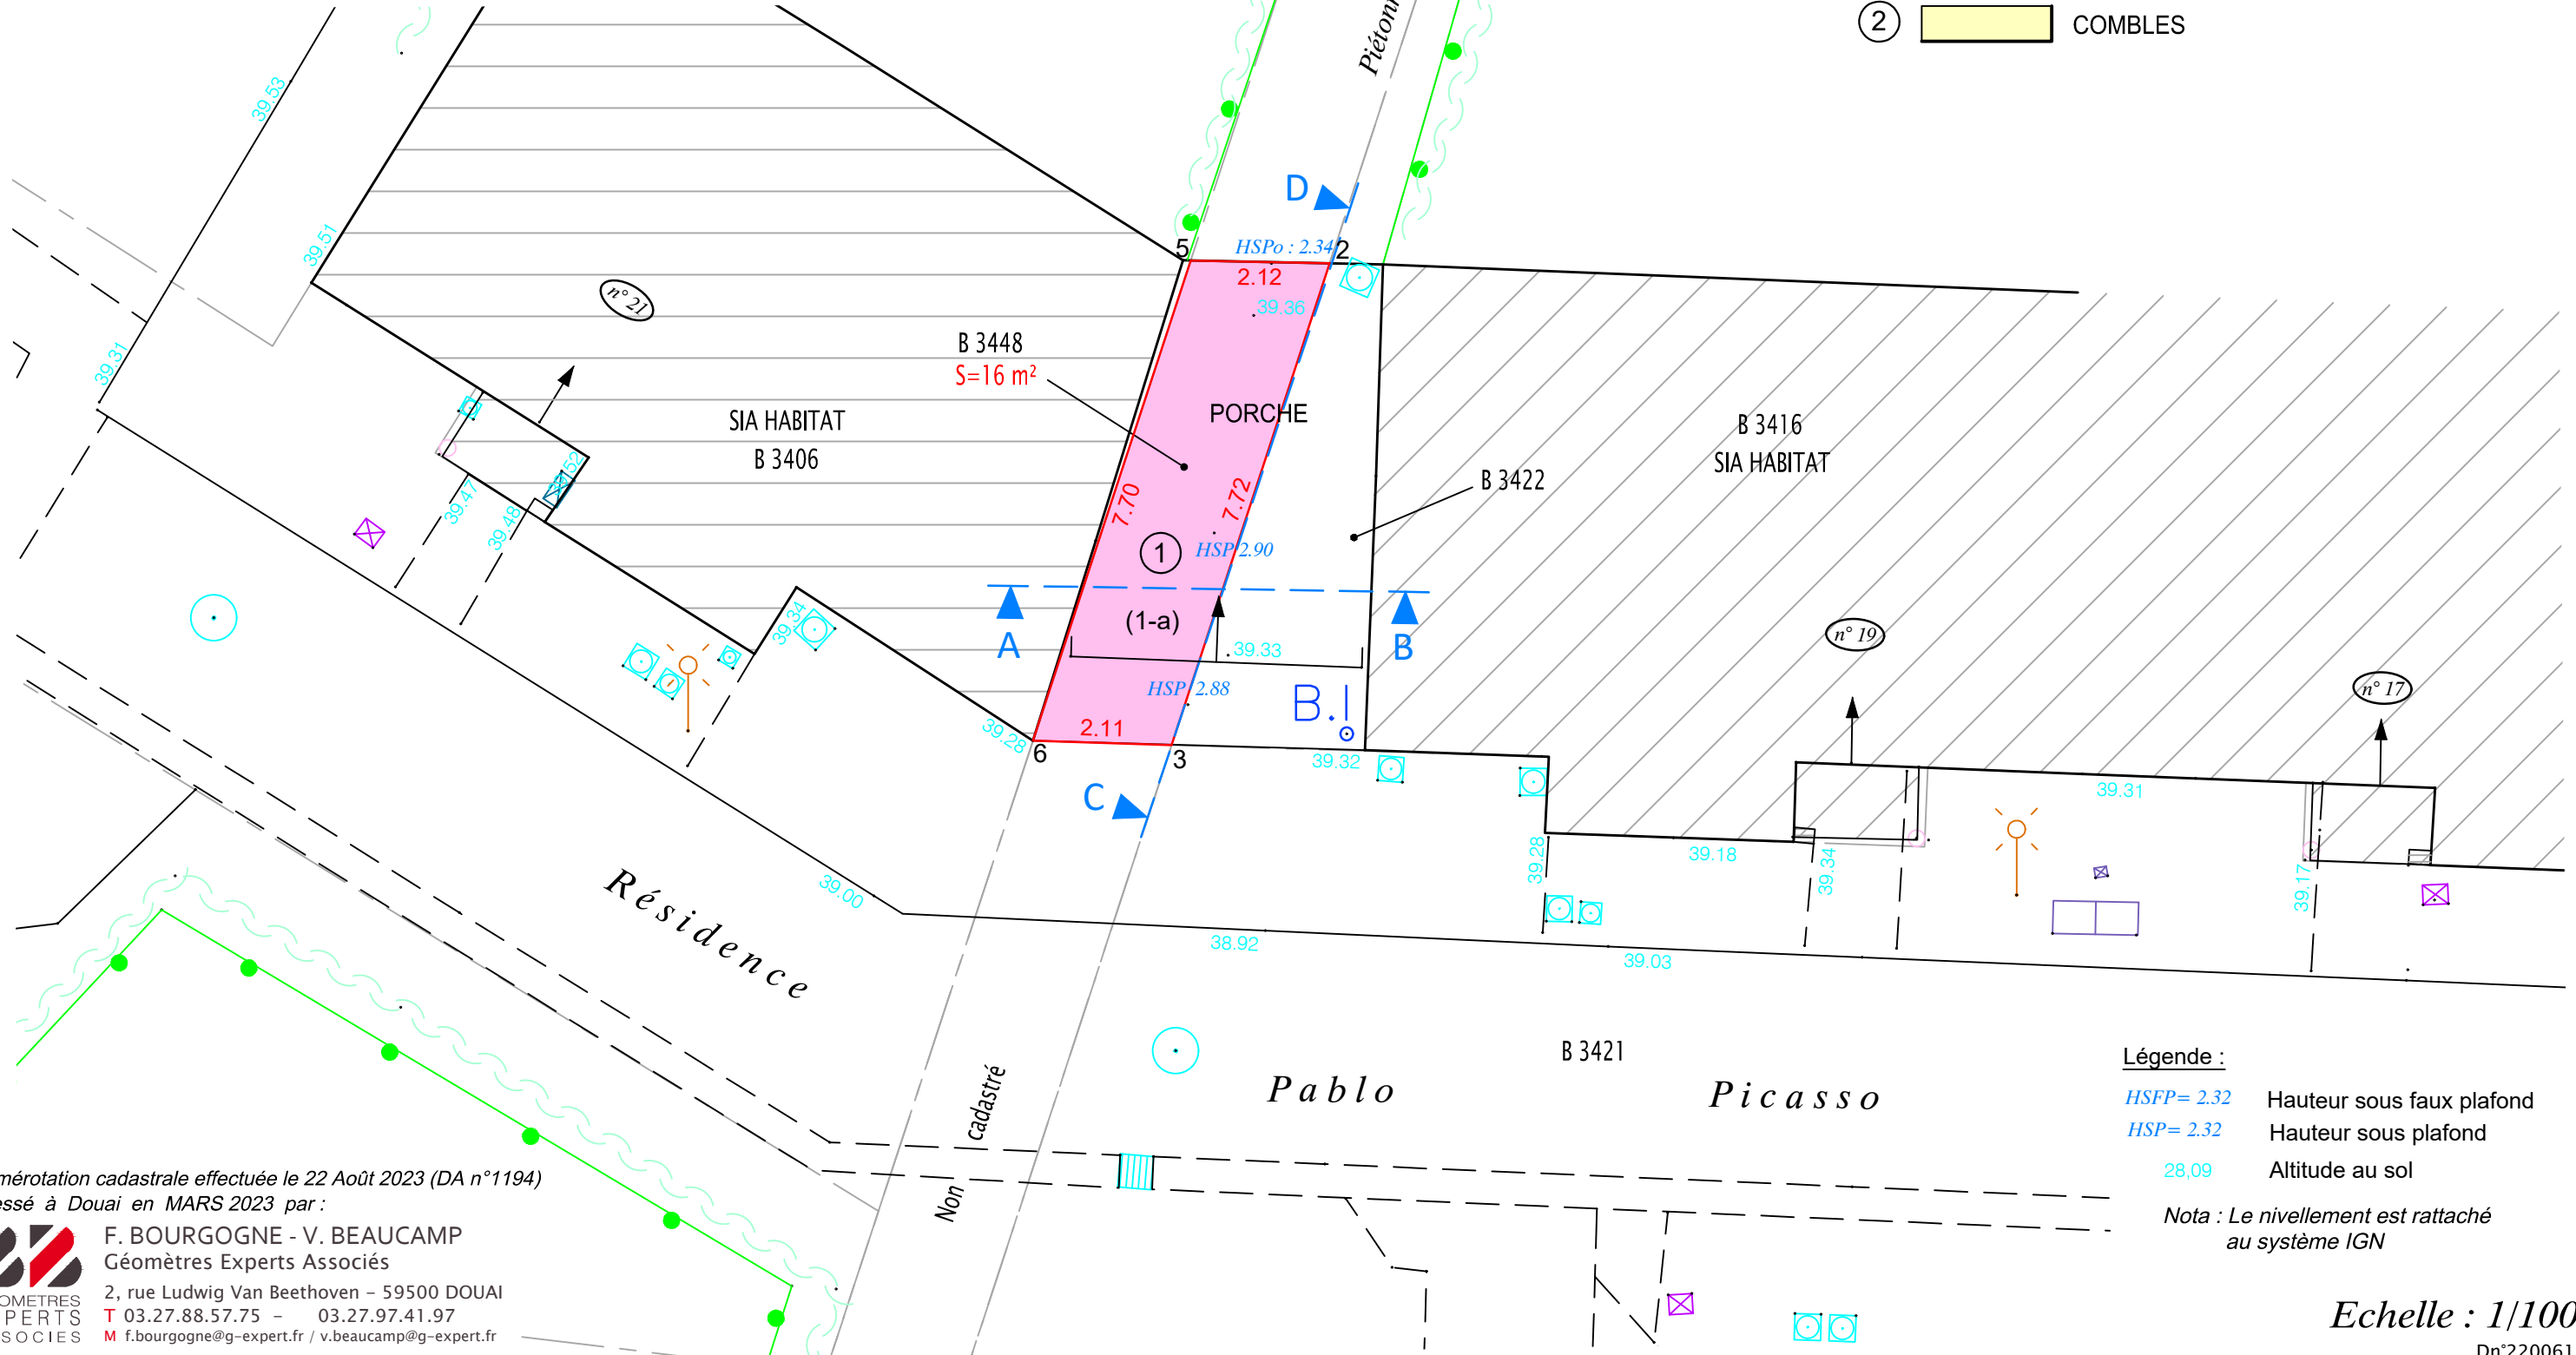 2 COMBLES
Piétonn
39.53
39.51
39.31
n° 21
D
HSPo : 2.34
5
2
2.12
39.36
B 3448
S=16 m²
PORCHE
SIA HABITAT
B 3406
B 3416
SIA HABITAT
B 3422
39.52
39.47
39.48
7.70
7.72
1
HSP 2.90
(1-a)
A
B
39.34
39.33
n° 19
n° 17
HSP 2.88
B.1
39.28
2.11
6
3
39.32
C
39.31
39.28
39.18
39.34
39.17
39.00
38.92
39.03
Résidence
Pablo
Picasso
B 3421
Non cadastré
Légende :
HSFP= 2.32 Hauteur sous faux plafond
HSP= 2.32 Hauteur sous plafond
28,09 Altitude au sol
Nota : Le nivellement est rattaché
au système IGN
mérotation cadastrale effectuée le 22 Août 2023 (DA n°1194)
essé à Douai en MARS 2023 par :
F. BOURGOGNE - V. BEAUCAMP
Géomètres Experts Associés
2, rue Ludwig Van Beethoven – 59500 DOUAI
T 03.27.88.57.75 – 03.27.97.41.97
M f.bourgogne@g-expert.fr / v.beaucamp@g-expert.fr
OMETRES
PERTS
SOCIES
Echelle : 1/100
Dn°220061